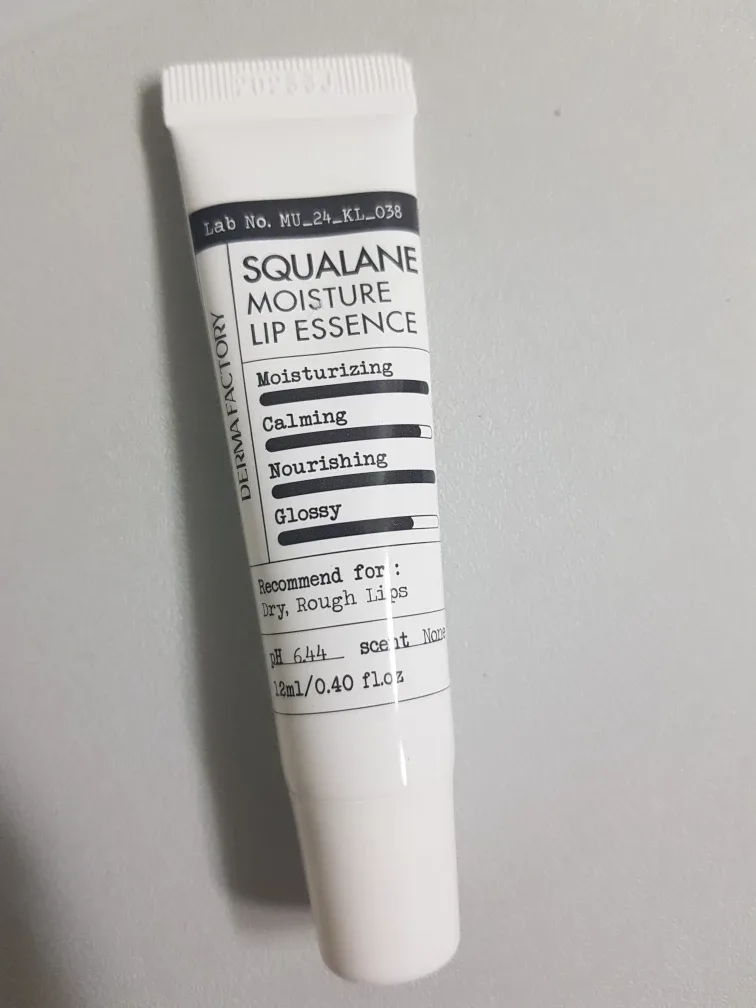 Lab No. MU_24_KL_038
DERMA FACTORY
SQUALANE
MOISTURE
LIP ESSENCE
Moisturizing
Calming
Nourishing
Glossy
Recommend for :
Dry, Rough Lips
pH 6.44 scent None
12ml/0.40 fl.oz